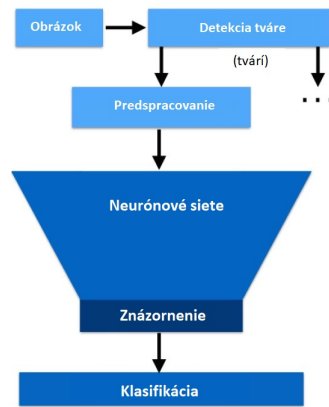 Obrázok
Detekcia tváre
(tvárí)
...
Predspracovanie
Neurónové siete
Znázornenie
Klasifikácia